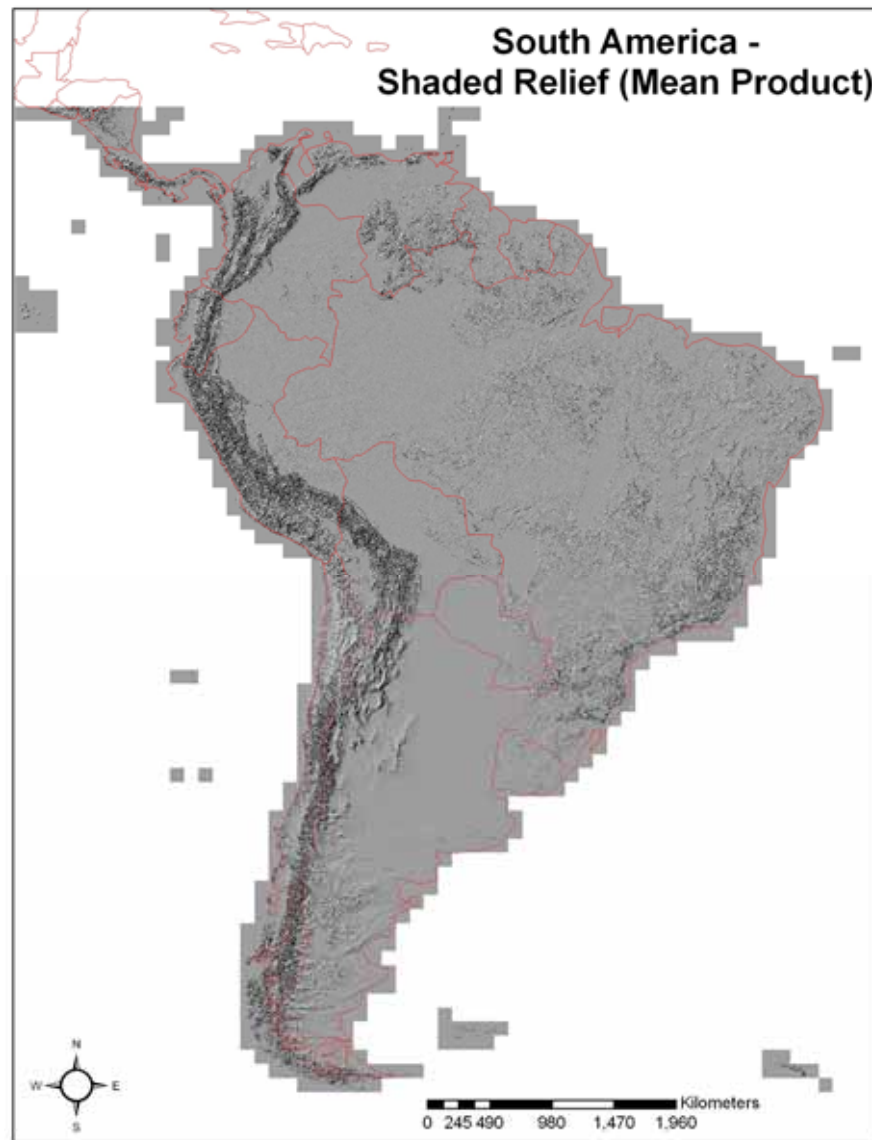 South America -
Shaded Relief (Mean Product)
N
W E
S
Kilometers
0 245 490 980 1,470 1,960